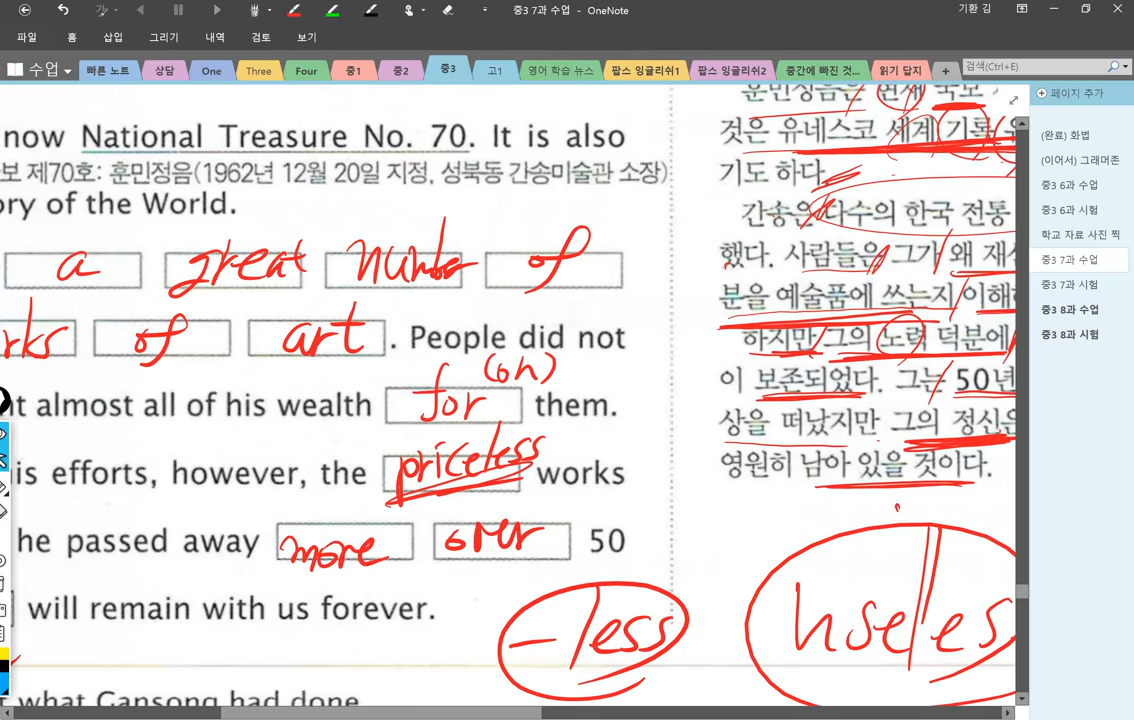 중3 7과 수업 - OneNote
기환 김
파일 홈 삽입 그리기 내역 검토 보기
수업 빠른 노트 상담 One Three Four 중1 중2 중3 고1 영어 학습 뉴스 팝스 잉글리쉬1 팝스 잉글리쉬2 중간에 빠진 것... 읽기 답지 + 검색(Ctrl+E)
페이지 추가
(완료) 화법
(이어서) 그래머존
중3 6과 수업
중3 6과 시험
학교 자료 사진 찍
중3 7과 수업
중3 7과 시험
중3 8과 수업
중3 8과 시험
now National Treasure No. 70. It is also
보 제70호: 훈민정음(1962년 12월 20일 지정, 성북동 간송미술관 소장)
ory of the World.
a great number of
rks of art . People did not
(on)
t almost all of his wealth for them.
is efforts, however, the priceless works
he passed away more over 50
will remain with us forever.
-less
t what Gansong had done
훈민정음은 현재 국보
것은 유네스코 세계 기록
기도 하다.
간송은 다수의 한국 전통
했다. 사람들은 그가 왜 재
분을 예술품에 쓰는지 이해
하지만 그의 노력 덕분에
이 보존되었다. 그는 50년
상을 떠났지만 그의 정신은
영원히 남아 있을 것이다.